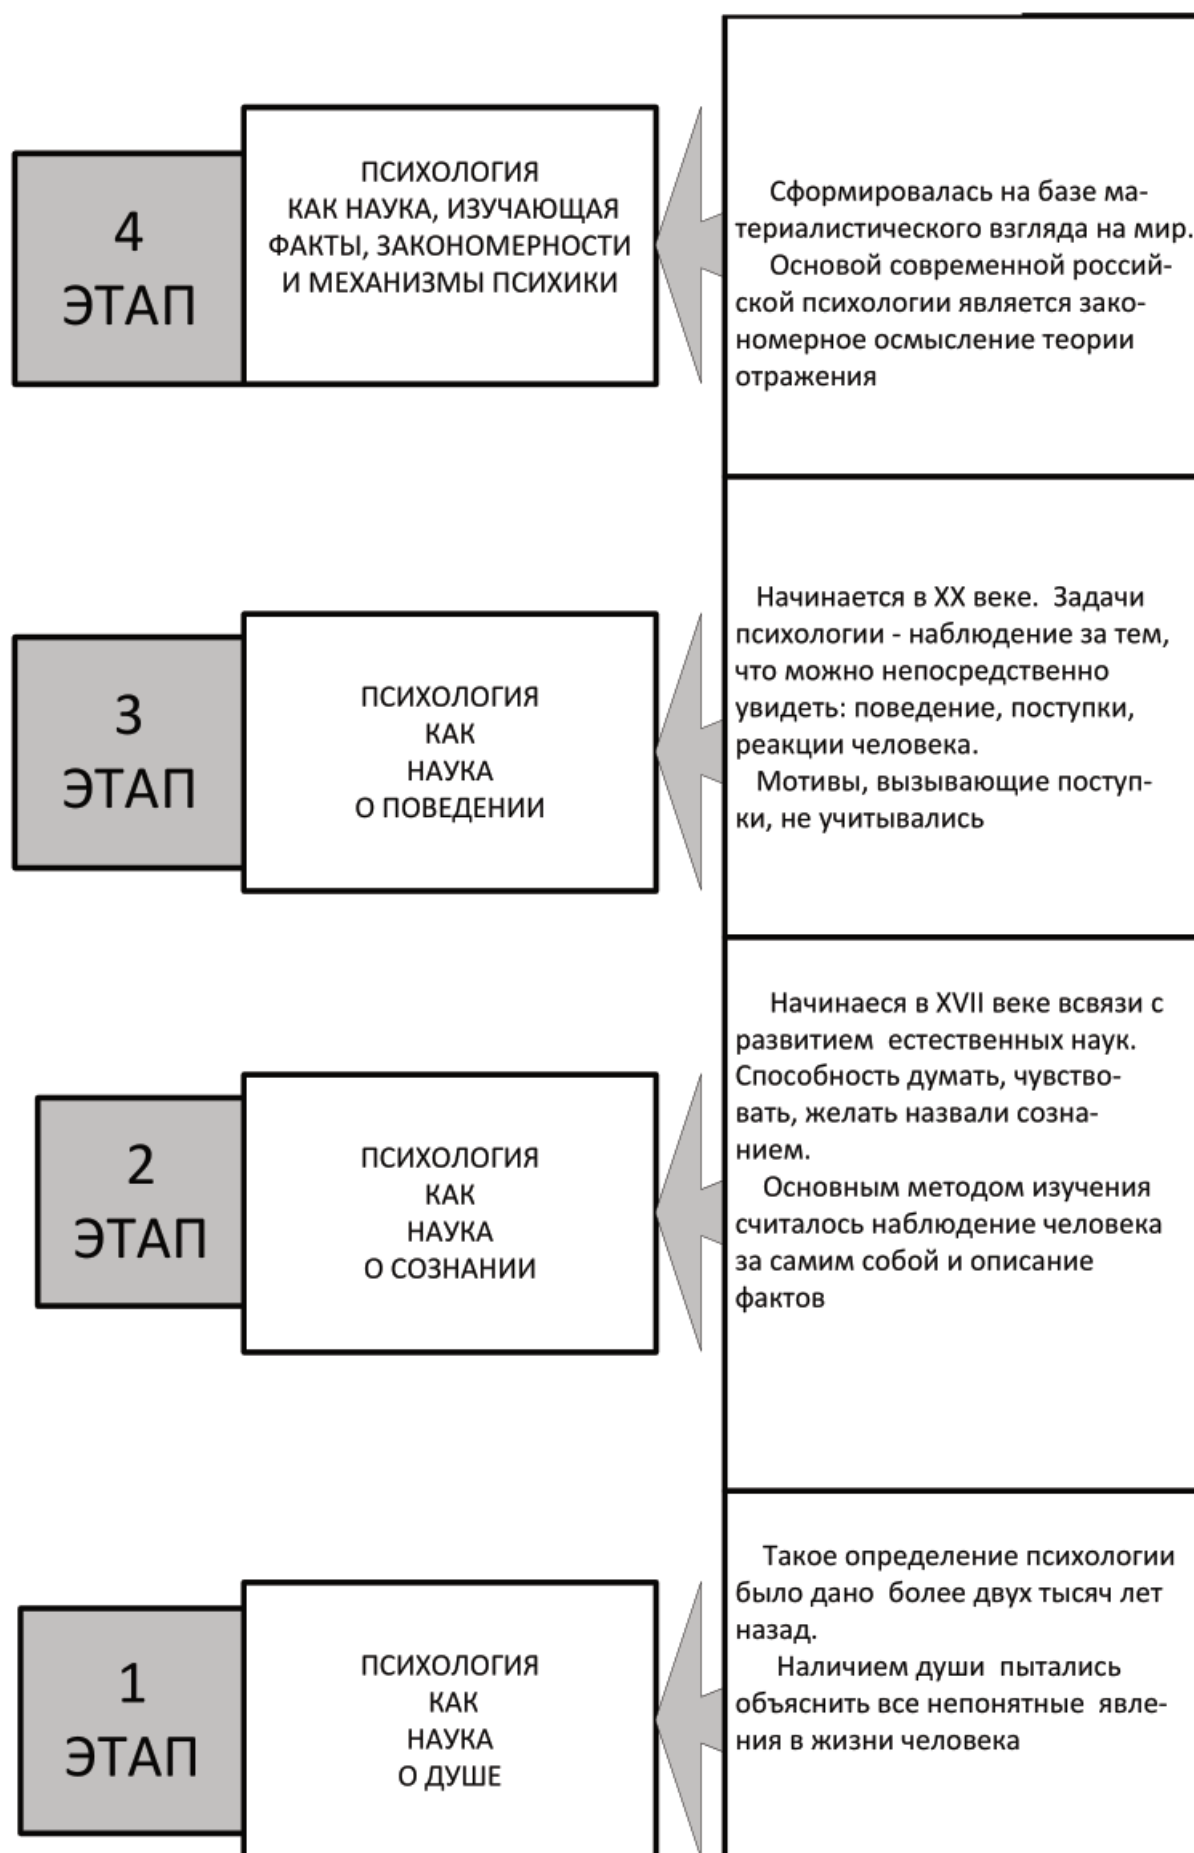 4
ЭТАП
ПСИХОЛОГИЯ
КАК НАУКА, ИЗУЧАЮЩАЯ
ФАКТЫ, ЗАКОНОМЕРНОСТИ
И МЕХАНИЗМЫ ПСИХИКИ
Сформировалась на базе ма-
териалистического взгляда на мир.
Основой современной россий-
ской психологии является зако-
номерное осмысление теории
отражения
3
ЭТАП
ПСИХОЛОГИЯ
КАК
НАУКА
О ПОВЕДЕНИИ
Начинается в XX веке. Задачи
психологии - наблюдение за тем,
что можно непосредственно
увидеть: поведение, поступки,
реакции человека.
Мотивы, вызывающие поступ-
ки, не учитывались
2
ЭТАП
ПСИХОЛОГИЯ
КАК
НАУКА
О СОЗНАНИИ
Начинаеся в XVII веке всвязи с
развитием естественных наук.
Способность думать, чувство-
вать, желать назвали созна-
нием.
Основным методом изучения
считалось наблюдение человека
за самим собой и описание
фактов
1
ЭТАП
ПСИХОЛОГИЯ
КАК
НАУКА
О ДУШЕ
Такое определение психологии
было дано более двух тысяч лет
назад.
Наличием души пытались
объяснить все непонятные явле-
ния в жизни человека